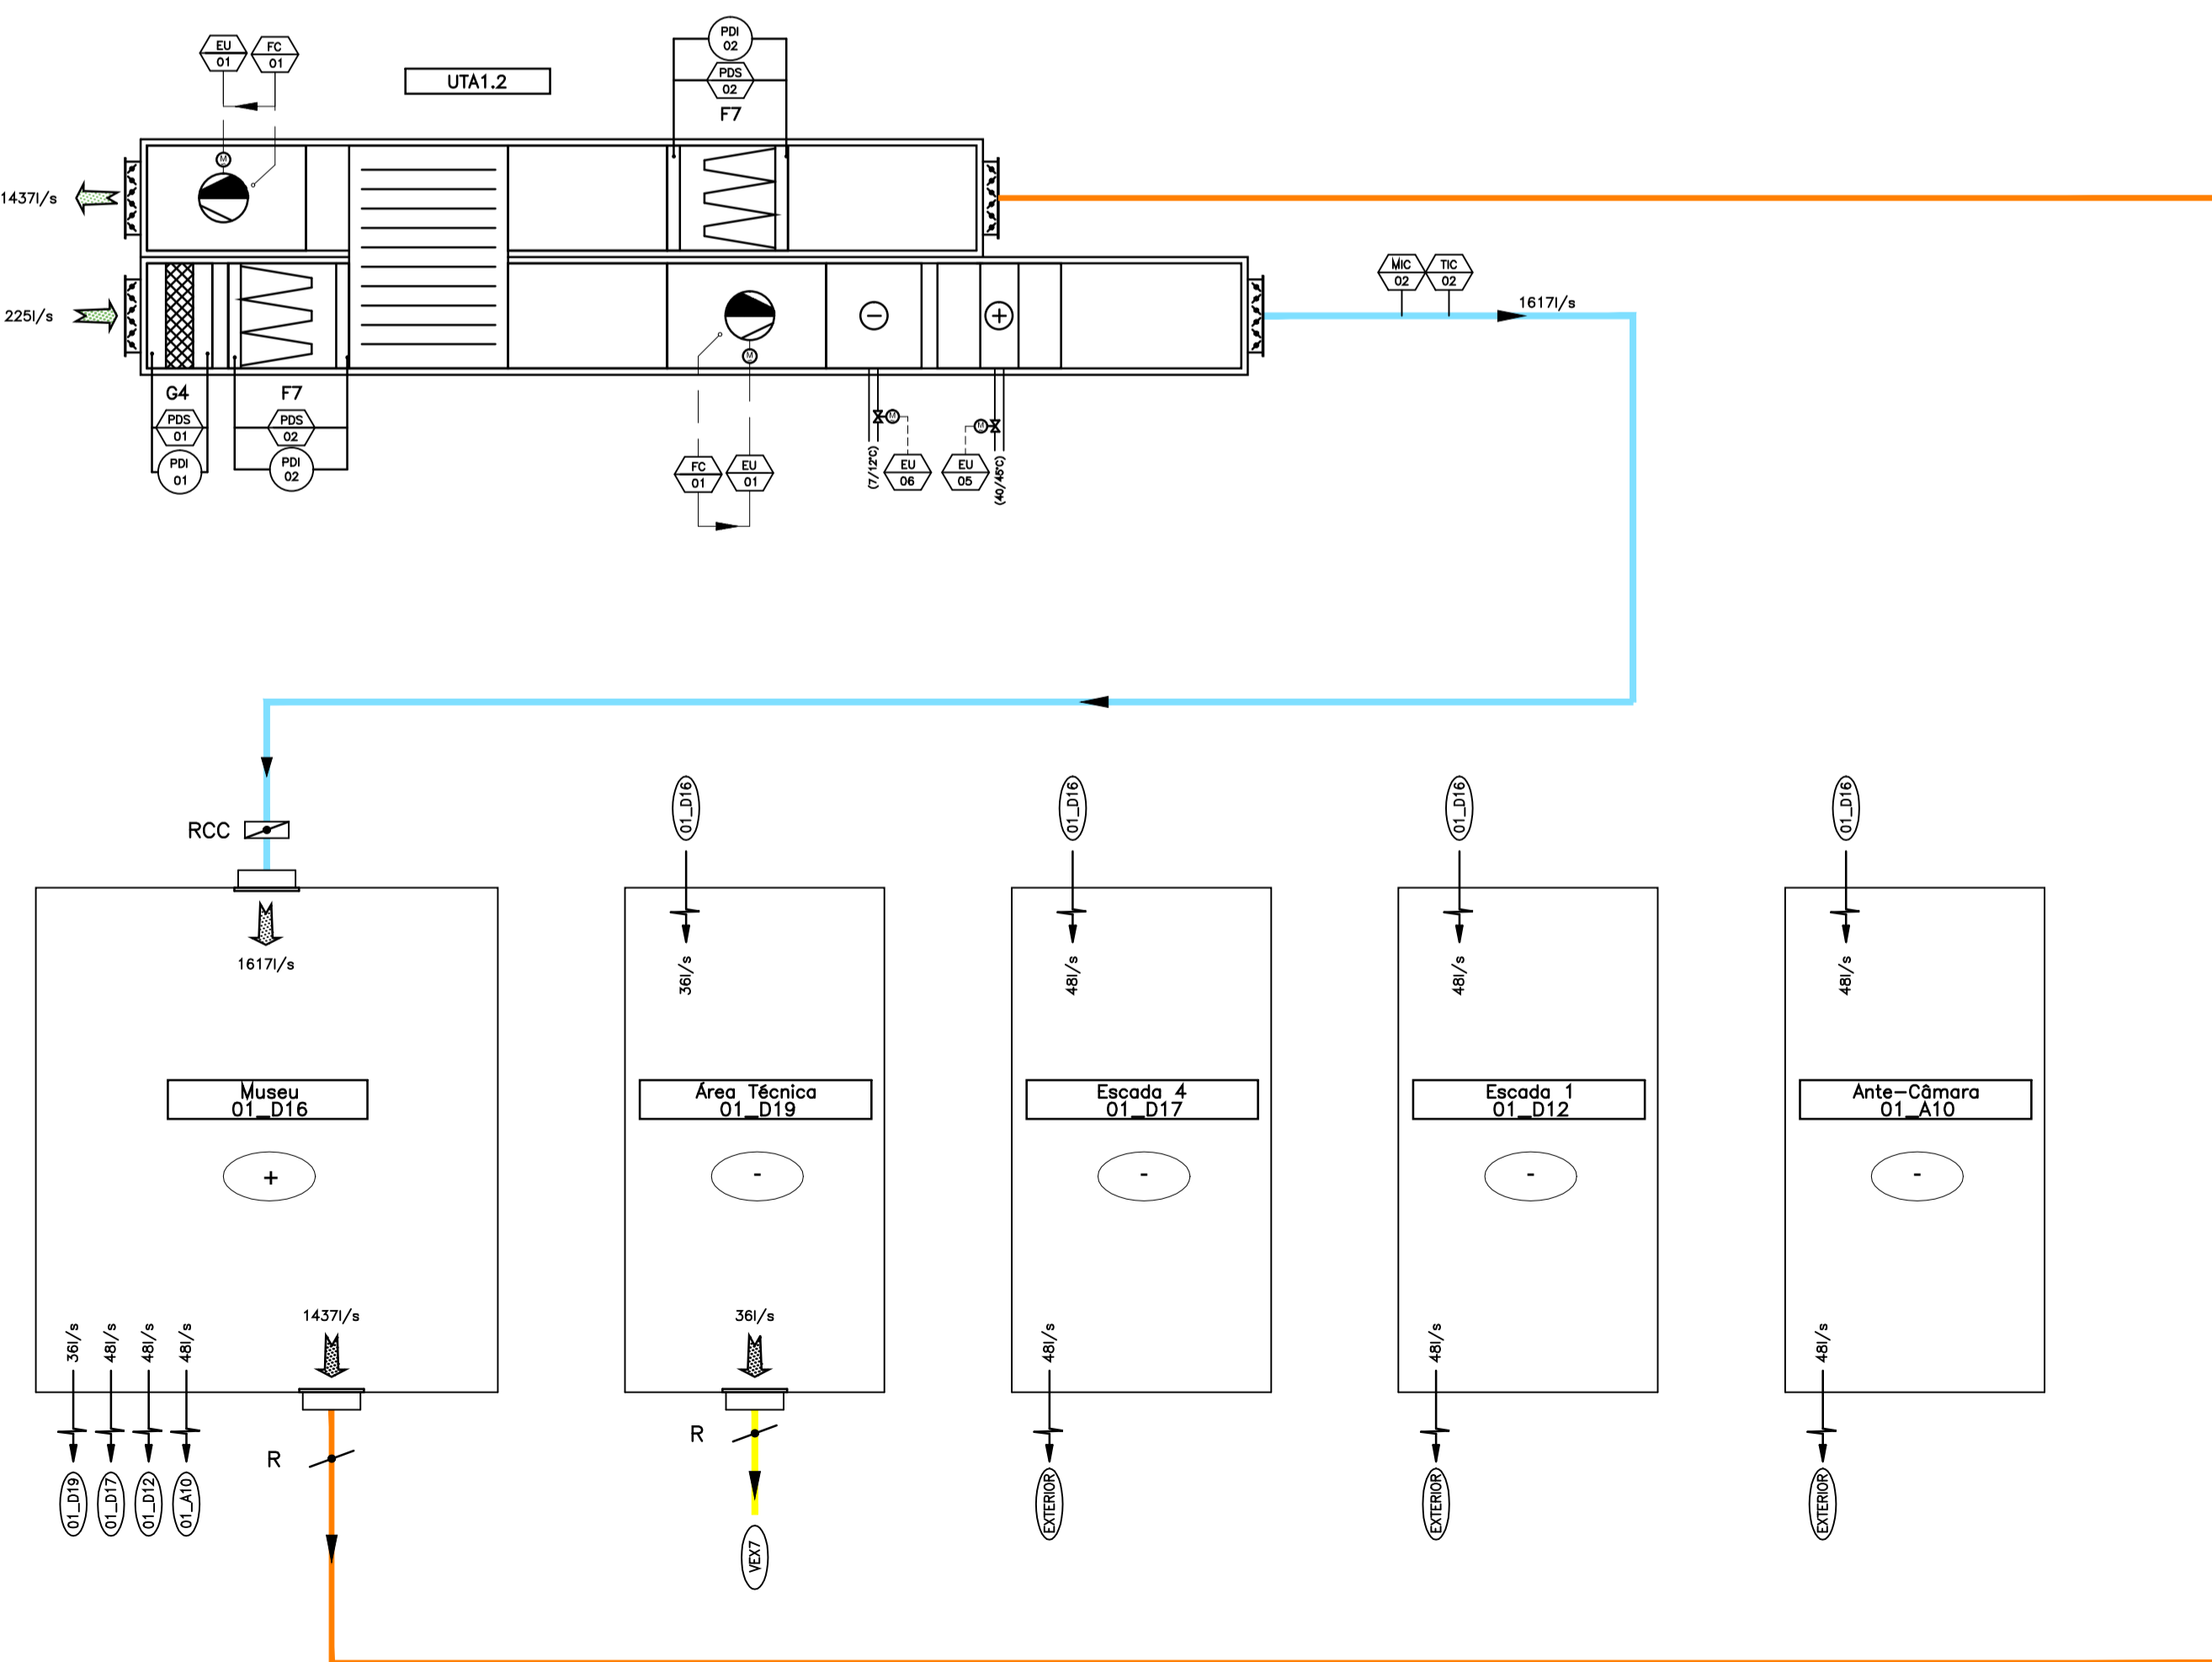 EU
01
FC
01
UTA1.2
PDI
02
PDS
02
F7
M
1437l/s
225l/s
M
MIC
02
TIC
02
1617l/s
G4
PDS
01
PDI
01
F7
PDS
02
PDI
02
FC
01
EU
01
(7/12°C)
M
EU
06
M
EU
05
(40/45°C)
RCC
1617l/s
Museu
01_D16
+
36l/s
48l/s
48l/s
48l/s
1437l/s
01_D19
01_D17
01_D12
01_A10
R
01_D16
36l/s
Área Técnica
01_D19
-
36l/s
R
VEX7
01_D16
48l/s
Escada 4
01_D17
-
48l/s
EXTERIOR
01_D16
48l/s
Escada 1
01_D12
-
48l/s
EXTERIOR
01_D16
48l/s
Ante-Câmara
01_A10
-
48l/s
EXTERIOR